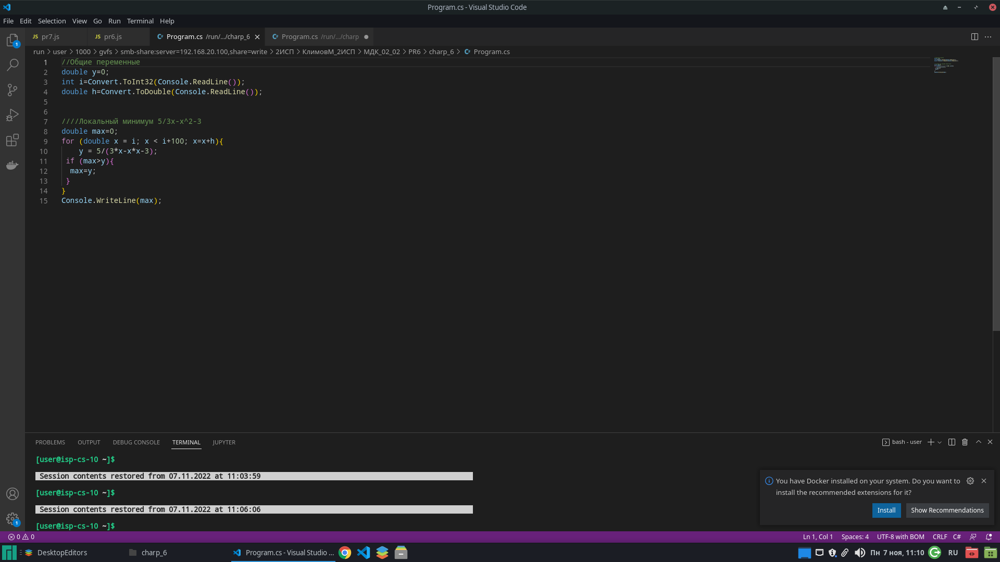 Program.cs - Visual Studio Code
File Edit Selection View Go Run Terminal Help
JS pr7.js JS pr6.js Program.cs /run/.../charp_6 Program.cs /run/.../charp
run > user > 1000 > gvfs > smb-share:server=192.168.20.100,share=write > 2ИСП > КлимовМ_2ИСП > МДК_02_02 > PR6 > charp_6 > Program.cs
1 //Общие переменные
2 double y=0;
3 int i=Convert.ToInt32(Console.ReadLine());
4 double h=Convert.ToDouble(Console.ReadLine());
5
6
7 ////Локальный минимум 5/3x-x^2-3
8 double max=0;
9 for (double x = i; x < i+100; x=x+h){
10 y = 5/(3*x-x*x-3);
11 if (max>y){
12 max=y;
13 }
14 }
15 Console.WriteLine(max);
PROBLEMS OUTPUT DEBUG CONSOLE TERMINAL JUPYTER
bash - user
[user@isp-cs-10 ~]$
Session contents restored from 07.11.2022 at 11:03:59
[user@isp-cs-10 ~]$
Session contents restored from 07.11.2022 at 11:06:06
[user@isp-cs-10 ~]$
You have Docker installed on your system. Do you want to
install the recommended extensions for it?
Install Show Recommendations
1
1
0 0
Ln 1, Col 1 Spaces: 4 UTF-8 with BOM CRLF C#
DesktopEditors charp_6 Program.cs - Visual Studio ...
Пн 7 ноя, 11:10 RU